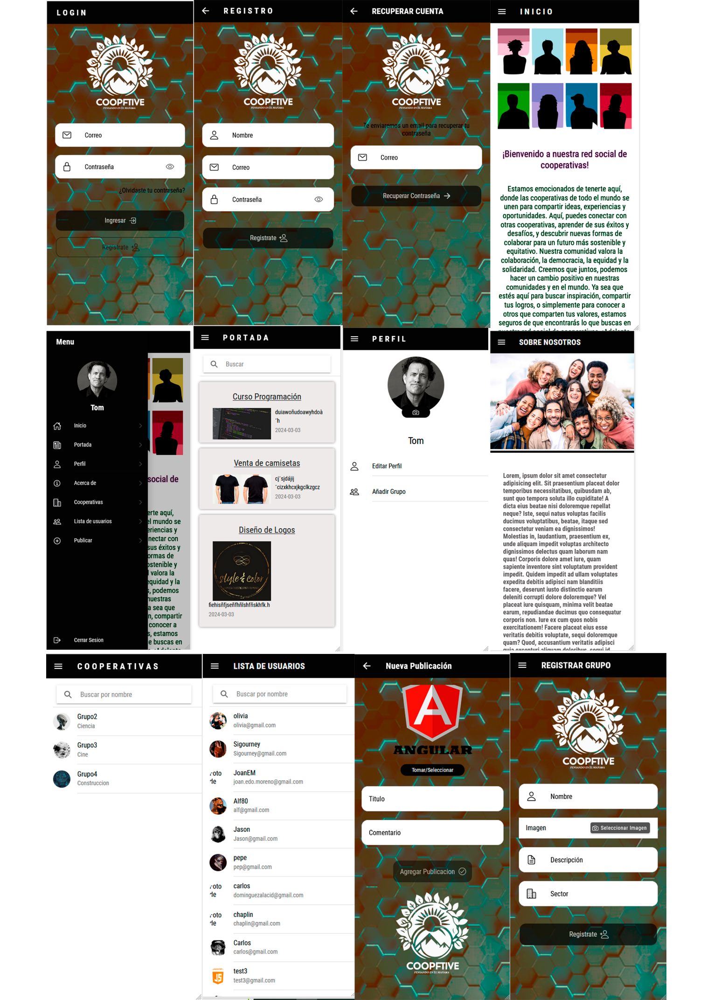 LOGIN
COOPFTIVE
PENSANDO EN EL MAÑANA
Correo
Contraseña
¿Olvidaste tu contraseña?
Ingresar
Registrate
REGISTRO
COOPFTIVE
PENSANDO EN EL MAÑANA
Nombre
Correo
Contraseña
Registrate
RECUPERAR CUENTA
COOPFTIVE
PENSANDO EN EL MAÑANA
Te enviaremos un email para recuperar tu
contraseña
Correo
Recuperar Contraseña
INICIO
¡Bienvenido a nuestra red social de
cooperativas!
Estamos emocionados de tenerte aquí,
donde las cooperativas de todo el mundo se
unen para compartir ideas, experiencias y
oportunidades. Aquí, puedes conectar con
otras cooperativas, aprender de sus éxitos y
desafíos, y descubrir nuevas formas de
colaborar para un futuro más sostenible y
equitativo. Nuestra comunidad valora la
colaboración, la democracia, la equidad y la
solidaridad. Creemos que juntos, podemos
hacer un cambio positivo en nuestras
comunidades y en el mundo. Ya sea que
estés aquí para buscar inspiración, compartir
tus logros, o simplemente para conocer a
otros que comparten tus valores, estamos
seguros de que encontrarás lo que buscas en
nuestra red social de cooperativas. ¡Adelante
Menu
Tom
Inicio
Portada
Perfil
Acerca de
Cooperativas
Lista de usuarios
Publicar
Cerrar Sesion
social de
erte aquí,
el mundo se
eriencias y
nectar con
sus éxitos y
ormas de
ostenible y
valora la
equidad y la
s, podemos
nuestras
a sea que
n, compartir
conocer a
s, estamos
e buscas en
PORTADA
Buscar
Curso Programación
duiawoñudoawyhdoà
´h
2024-03-03
Venta de camisetas
cj´sjdájij
´cizxkhcxjkgclkzgcz
2024-03-03
Diseño de Logos
style & color
fiehisñfjseñfhñlshfñskhfk.h
2024-03-03
PERFIL
Tom
Editar Perfil
Añadir Grupo
SOBRE NOSOTROS
Lorem, ipsum dolor sit amet consectetur
adipisicing elit. Sit praesentium placeat dolor
temporibus necessitatibus, quibusdam ab,
sunt quo tempora soluta illo cupiditate! A
dicta eius beatae nisi doloremque repellat
neque? Iste, sequi natus voluptas facilis
ducimus voluptatibus, beatae, itaque sed
consectetur veniam ea dignissimos!
Molestias in, laudantium, praesentium ex,
unde aliquam impedit voluptas architecto
dignissimos delectus quam laborum nam
quas! Corporis dolore amet iure, quam
sapiente inventore sint voluptatum provident
impedit. Quidem impedit ad ullam voluptates
expedita debitis adipisci nam blanditiis
facere, deserunt iusto distinctio earum
deleniti corrupti dolore doloremque? Vel
placeat iure quisquam, minima velit beatae
earum, repudiandae ducimus quo consequatur
corporis non. Iure ex cum quos nobis
exercitationem! Facere placeat eius esse
veritatis debitis voluptate, sequi doloremque
quam? Quod, accusantium veritatis adipisci
quia excepturi aliquam doloribus, sequi id
COOPERATIVAS
Buscar por nombre
Grupo2
Ciencia
Grupo3
Cine
Grupo4
Construccion
LISTA DE USUARIOS
Buscar por nombre
olivia
olivia@gmail.com
Sigourney
Sigourney@gmail.com
Foto
de
JoanEM
joan.edo.moreno@gmail.com
Alf80
alf@gmail.com
Jason
Jason@gmail.com
pepe
pep@gmail.com
Foto
de
carlos
dominguezalacid@gmail.com
Foto
de
chaplin
chaplin@gmail.com
Carlos
carlos@gmail.com
JS
test3
test3@gmail.com
Nueva Publicación
A
ANGULAR
Tomar/Seleccionar
Titulo
Comentario
Agregar Publicacion
COOPFTIVE
PENSANDO EN EL MAÑANA
REGISTRAR GRUPO
COOPFTIVE
PENSANDO EN EL MAÑANA
Nombre
Imagen
Seleccionar Imagen
Descripción
Sector
Registrate